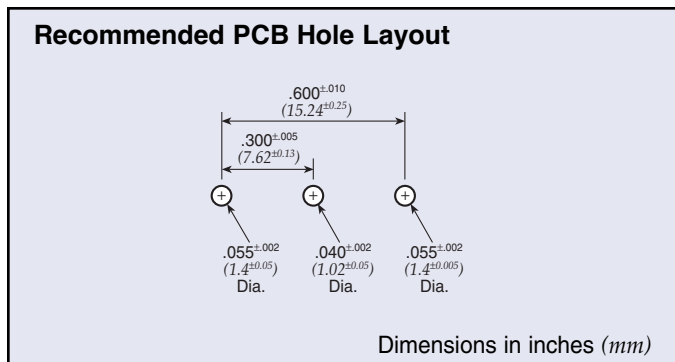 Recommended PCB Hole Layout
.600±.010
(15.24±0.25)
.300±.005
(7.62±0.13)
.055±.002 .040±.002 .055±.002
(1.4±0.05) (1.02±0.05) (1.4±0.005)
Dia. Dia. Dia.
Dimensions in inches (mm)